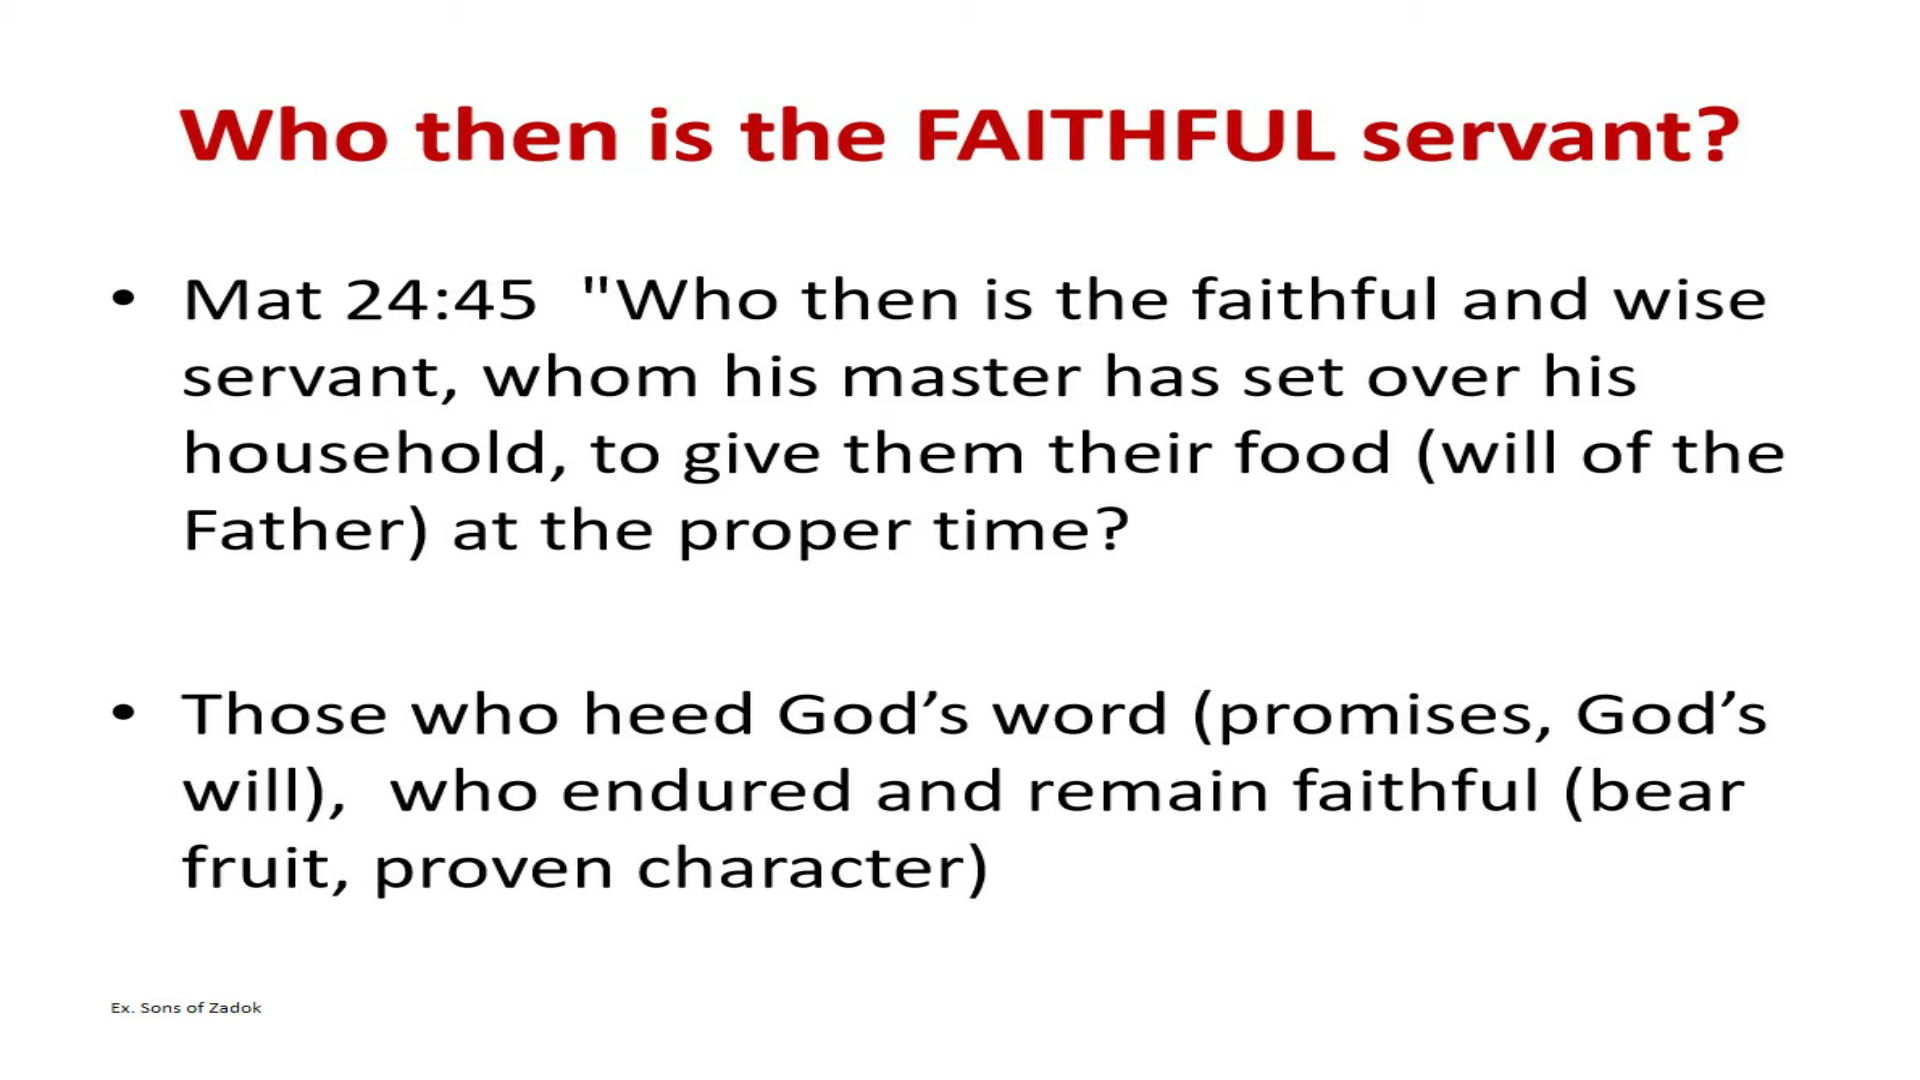 Who then is the FAITHFUL servant?
• Mat 24:45  "Who then is the faithful and wise
servant, whom his master has set over his
household, to give them their food (will of the
Father) at the proper time?
• Those who heed God’s word (promises, God’s
will),  who endured and remain faithful (bear
fruit, proven character)
Ex. Sons of Zadok